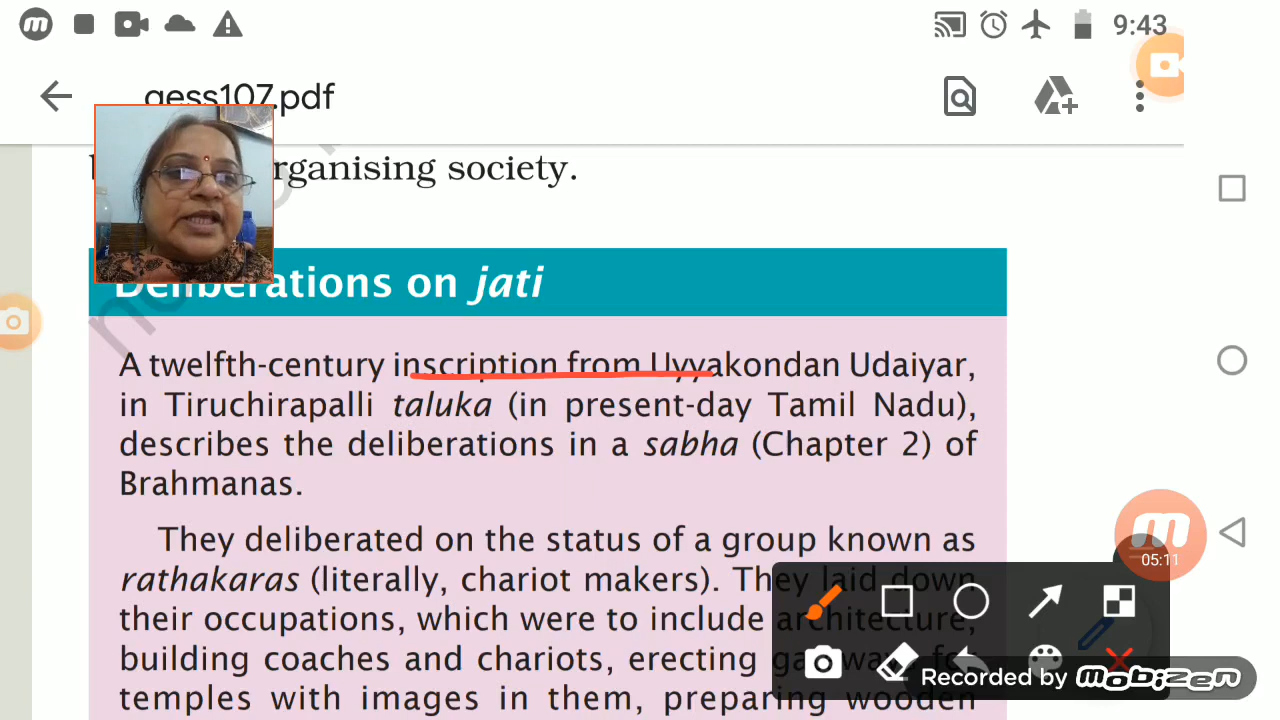 9:43
gess107.pdf
organising society.
Deliberations on jati
A twelfth-century inscription from Uyyakondan Udaiyar,
in Tiruchirapalli taluka (in present-day Tamil Nadu),
describes the deliberations in a sabha (Chapter 2) of
Brahmanas.
They deliberated on the status of a group known as
rathakaras (literally, chariot makers). They laid down
their occupations, which were to include architecture,
building coaches and chariots, erecting gateways for
temples with images in them, preparing wooden
05:11
Recorded by mobizen